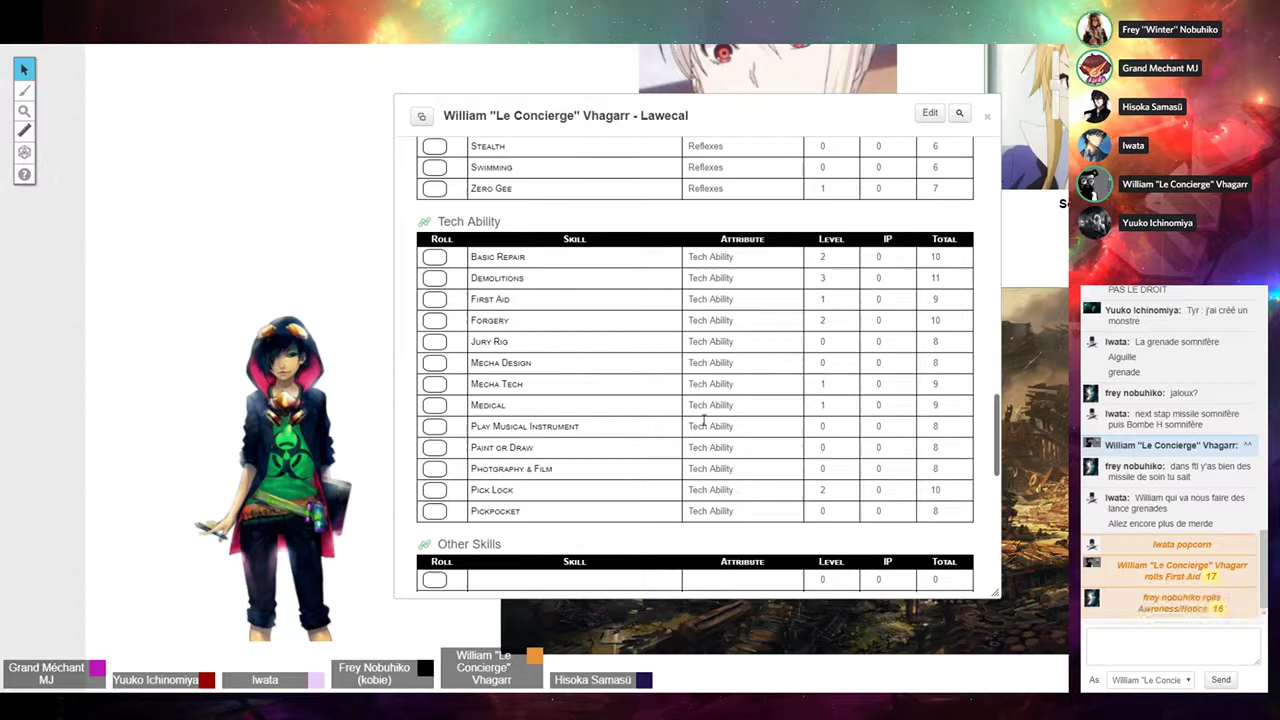 Frey "Winter" Nobuhiko
Grand Mechant MJ
Hisoka Samasū
Iwata
William "Le Concierge" Vhagarr
Yuuko Ichinomiya
William "Le Concierge" Vhagarr - Lawecal
Edit
STEALTH Reflexes 0 0 6
SWIMMING Reflexes 0 0 6
ZERO GEE Reflexes 1 0 7
Tech Ability
ROLL SKILL ATTRIBUTE LEVEL IP TOTAL
BASIC REPAIR Tech Ability 2 0 10
DEMOLITIONS Tech Ability 3 0 11
FIRST AID Tech Ability 1 0 9
FORGERY Tech Ability 2 0 10
JURY RIG Tech Ability 0 0 8
MECHA DESIGN Tech Ability 0 0 8
MECHA TECH Tech Ability 1 0 9
MEDICAL Tech Ability 1 0 9
PLAY MUSICAL INSTRUMENT Tech Ability 0 0 8
PAINT OR DRAW Tech Ability 0 0 8
PHOTGRAPHY & FILM Tech Ability 0 0 8
PICK LOCK Tech Ability 2 0 10
PICKPOCKET Tech Ability 0 0 8
Other Skills
ROLL SKILL ATTRIBUTE LEVEL IP TOTAL
0 0 0
PAS LE DROIT
Yuuko Ichinomiya: Tyr : j'ai créé un
monstre
Iwata: La grenade somnifère
Aiguille
grenade
frey nobuhiko: jaloux?
Iwata: next stap missile somnifère
puis Bombe H somnifère
William "Le Concierge" Vhagarr: ^^
frey nobuhiko: dans ftl y'as bien des
missile de soin tu sait
Iwata: William qui va nous faire des
lance grenades
Allez encore plus de merde
Iwata popcorn
William "Le Concierge" Vhagarr
rolls First Aid 17
frey nobuhiko rolls
Awreness/Notice 16
As: William "Le Concie
Send
Grand Méchant
MJ
Yuuko Ichinomiya
Iwata
Frey Nobuhiko
(kobie)
William "Le
Concierge"
Vhagarr
Hisoka Samasū